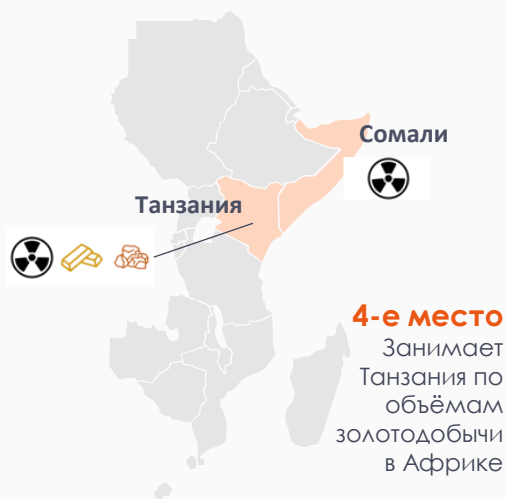 Сомали
Танзания
4-е место
Занимает
Танзания по
объёмам
золотодобычи
в Африке